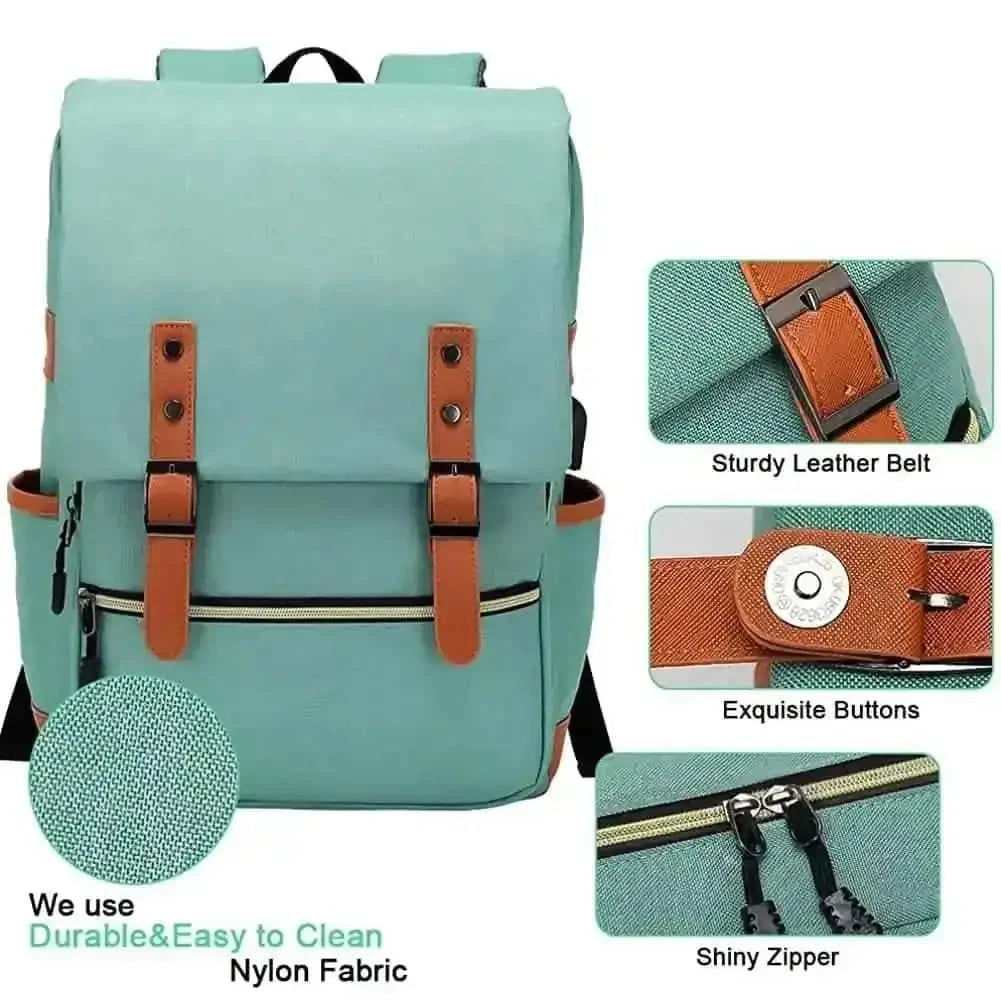 Sturdy Leather Belt
Exquisite Buttons
Shiny Zipper
We use
Durable&Easy to Clean
Nylon Fabric